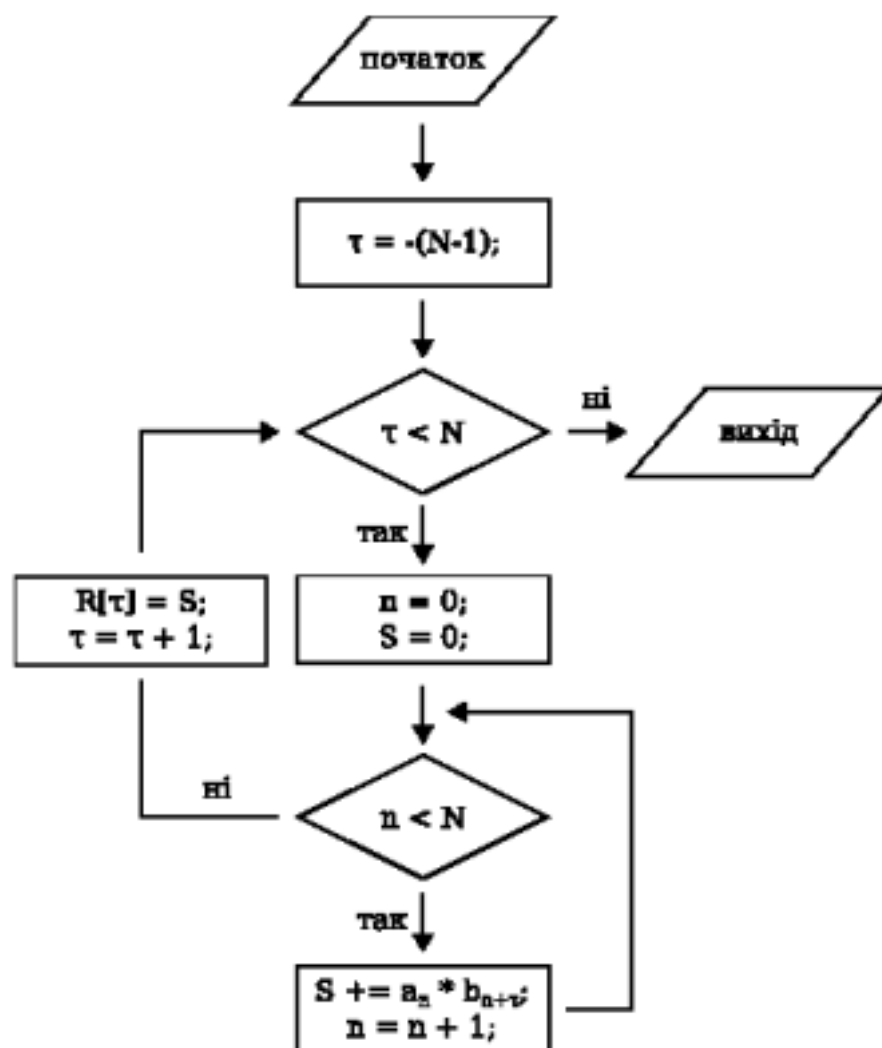 початок
τ = -(N-1);
τ < N
ні
вихід
так
R[τ] = S;
τ = τ + 1;
n = 0;
S = 0;
ні
n < N
так
S += aₙ * bₙ₊τ;
n = n + 1;